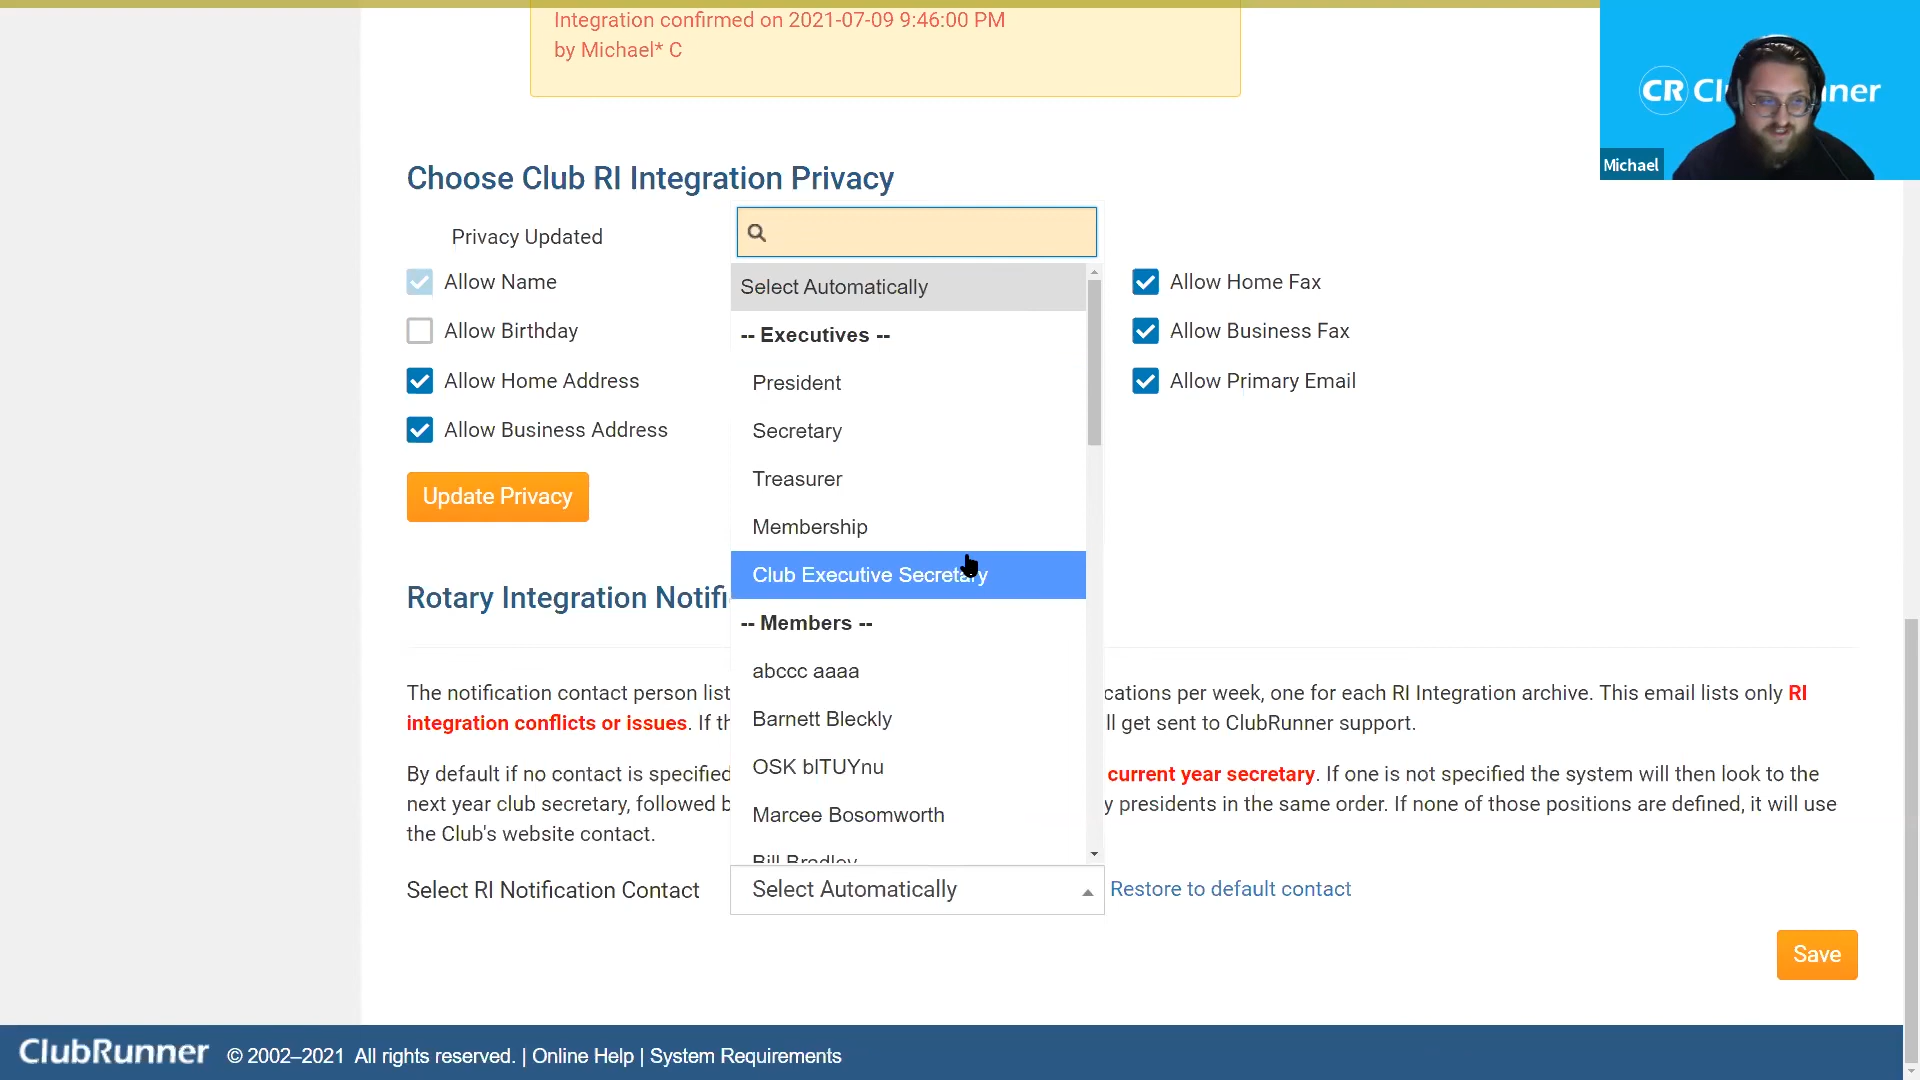 Integration confirmed on 2021-07-09 9:46:00 PM
by Michael* C
CR Cl nner
Michael
Choose Club RI Integration Privacy
Privacy Updated
Allow Name
Allow Birthday
Allow Home Address
Allow Business Address
Allow Home Fax
Allow Business Fax
Allow Primary Email
Update Privacy
Select Automatically
-- Executives --
President
Secretary
Treasurer
Membership
Club Executive Secretary
-- Members --
abccc aaaa
Barnett Bleckly
OSK blTUYnu
Marcee Bosomworth
Bill Bradley
Rotary Integration Notifi
The notification contact person list cations per week, one for each RI Integration archive. This email lists only RI
integration conflicts or issues. If th ll get sent to ClubRunner support.
By default if no contact is specified current year secretary. If one is not specified the system will then look to the
next year club secretary, followed b y presidents in the same order. If none of those positions are defined, it will use
the Club's website contact.
Select RI Notification Contact Select Automatically Restore to default contact
Save
ClubRunner © 2002–2021 All rights reserved. | Online Help | System Requirements